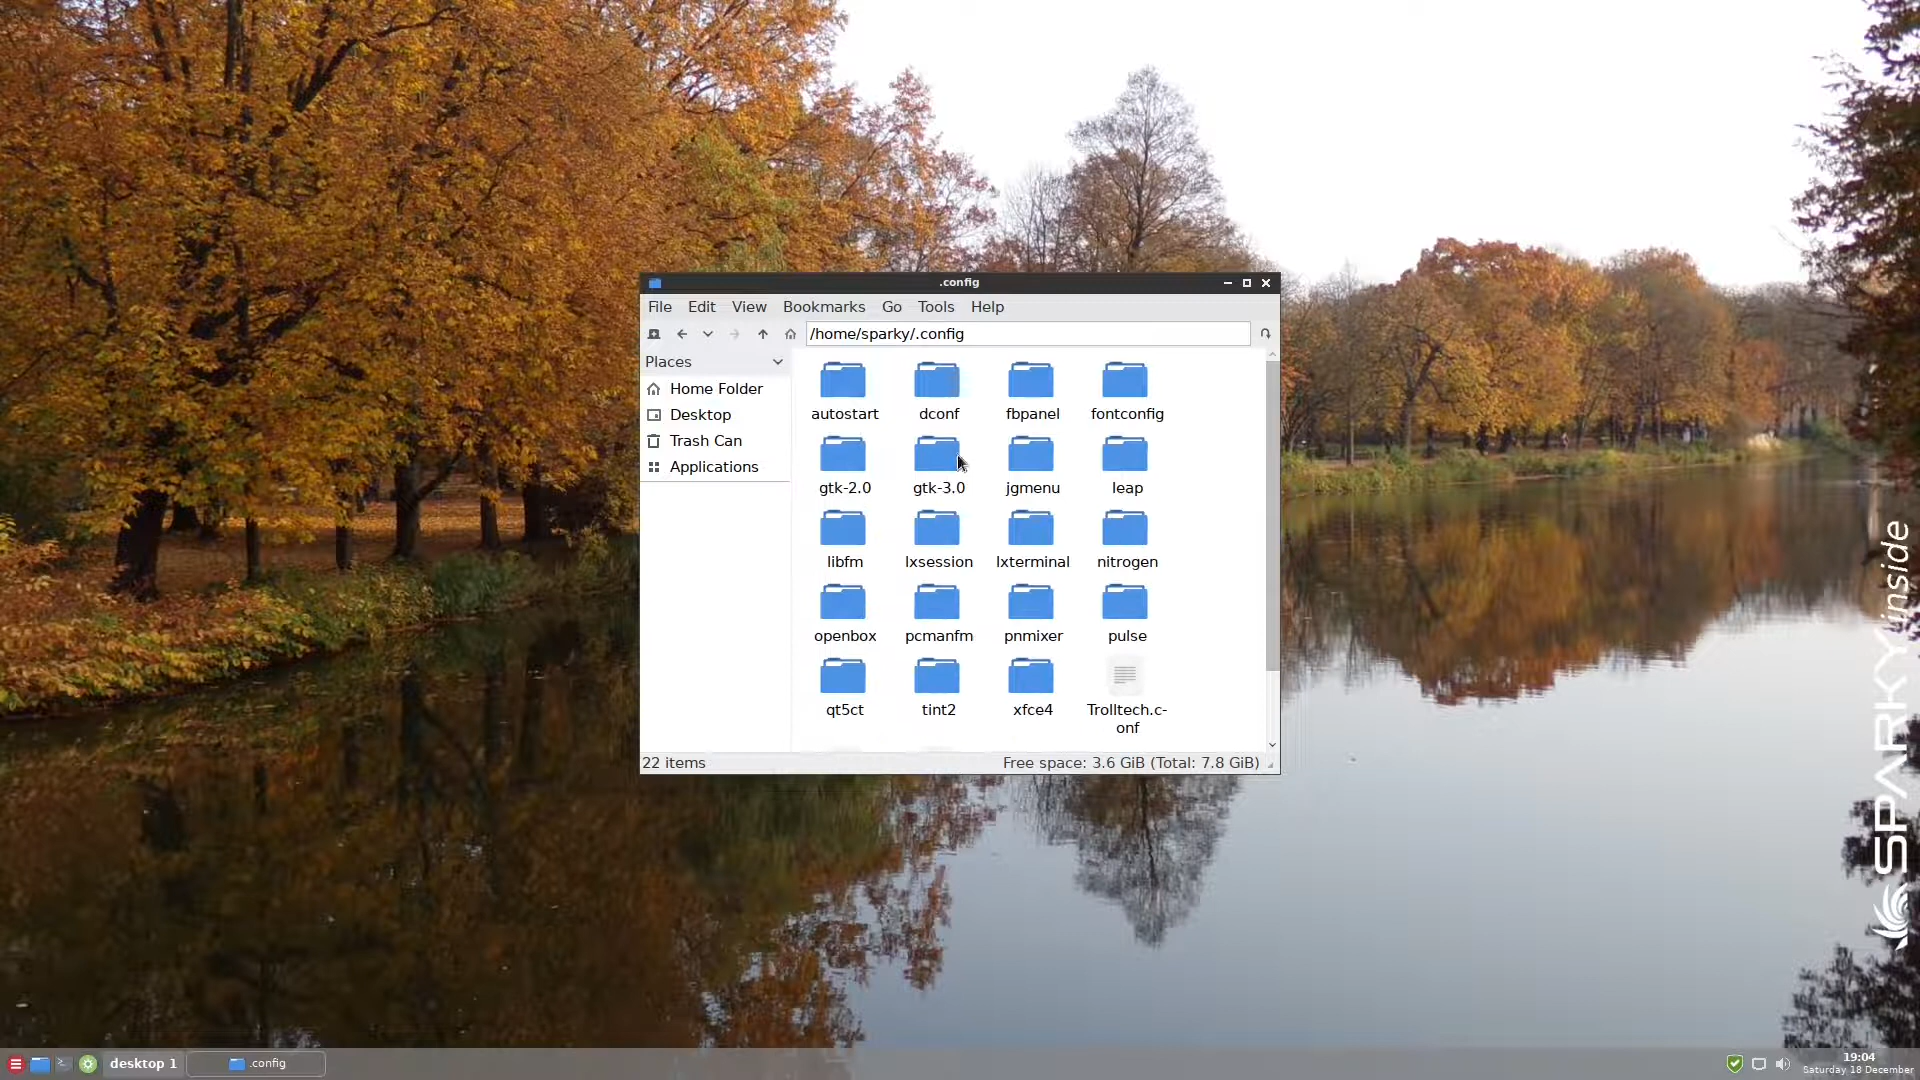 .config
File Edit View Bookmarks Go Tools Help
/home/sparky/.config
Places
Home Folder
Desktop
Trash Can
Applications
autostart dconf fbpanel fontconfig
gtk-2.0 gtk-3.0 jgmenu leap
libfm lxsession lxterminal nitrogen
openbox pcmanfm pnmixer pulse
qt5ct tint2 xfce4 Trolltech.c-
onf
22 items Free space: 3.6 GiB (Total: 7.8 GiB)
SPARKY inside
desktop 1 .config 19:04
Saturday 18 December